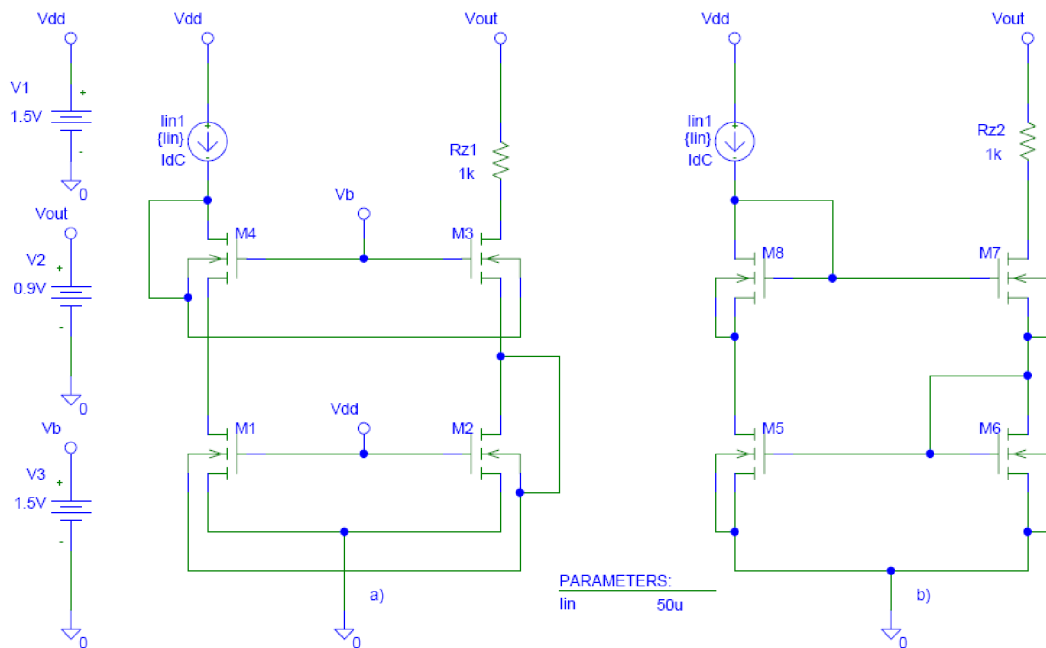 Vdd
V1
1.5V
0
Vout
V2
0.9V
0
Vb
V3
1.5V
0
Vdd
Iin1
{Iin}
IdC
M4
Vb
M3
Vout
Rz1
1k
M1
Vdd
M2
0
a)
PARAMETERS:
Iin 50u
Vdd
Iin1
{Iin}
IdC
M8
M7
Vout
Rz2
1k
M5
M6
0
b)